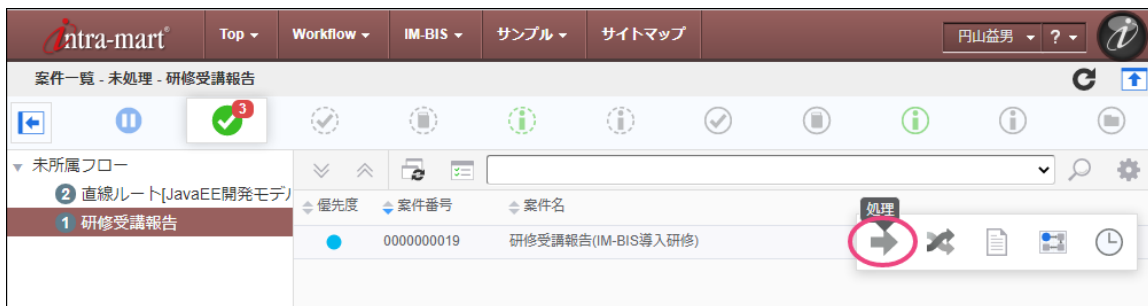 intra-mart® Top Workflow IM-BIS サンプル サイトマップ 円山益男 ?
案件一覧 - 未処理 - 研修受講報告
3
未所属フロー
2 直線ルート[JavaEE開発モデル
1 研修受講報告
優先度 案件番号 案件名
処理
0000000019 研修受講報告(IM-BIS導入研修)